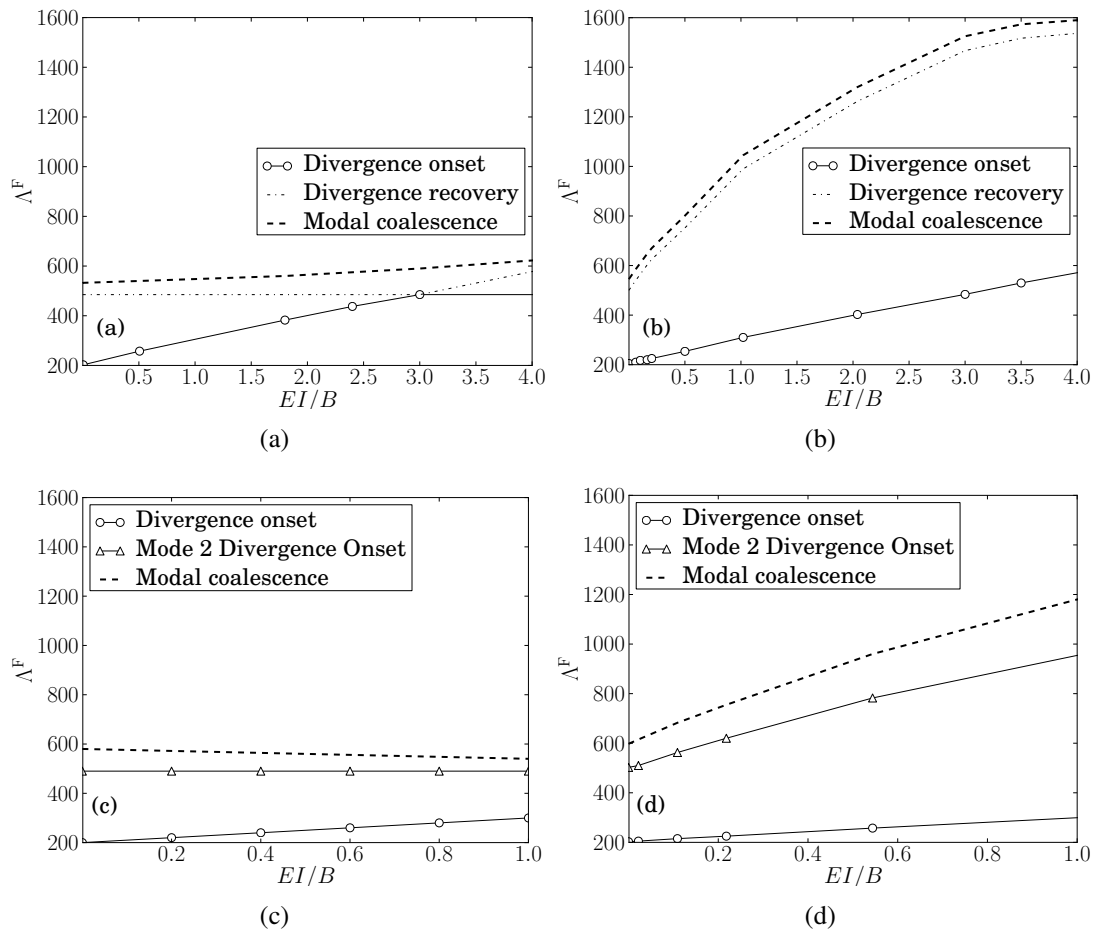 1600
1400
1200
1000
800
600
400
200
Λ^F
Divergence onset
Divergence recovery
Modal coalescence
(a)
0.5 1.0 1.5 2.0 2.5 3.0 3.5 4.0
EI/B
(a)
1600
1400
1200
1000
800
600
400
200
Λ^F
Divergence onset
Divergence recovery
Modal coalescence
(b)
0.5 1.0 1.5 2.0 2.5 3.0 3.5 4.0
EI/B
(b)
1600
1400
1200
1000
800
600
400
200
Λ^F
Divergence onset
Mode 2 Divergence Onset
Modal coalescence
(c)
0.2 0.4 0.6 0.8 1.0
EI/B
(c)
1600
1400
1200
1000
800
600
400
200
Λ^F
Divergence onset
Mode 2 Divergence Onset
Modal coalescence
(d)
0.2 0.4 0.6 0.8 1.0
EI/B
(d)